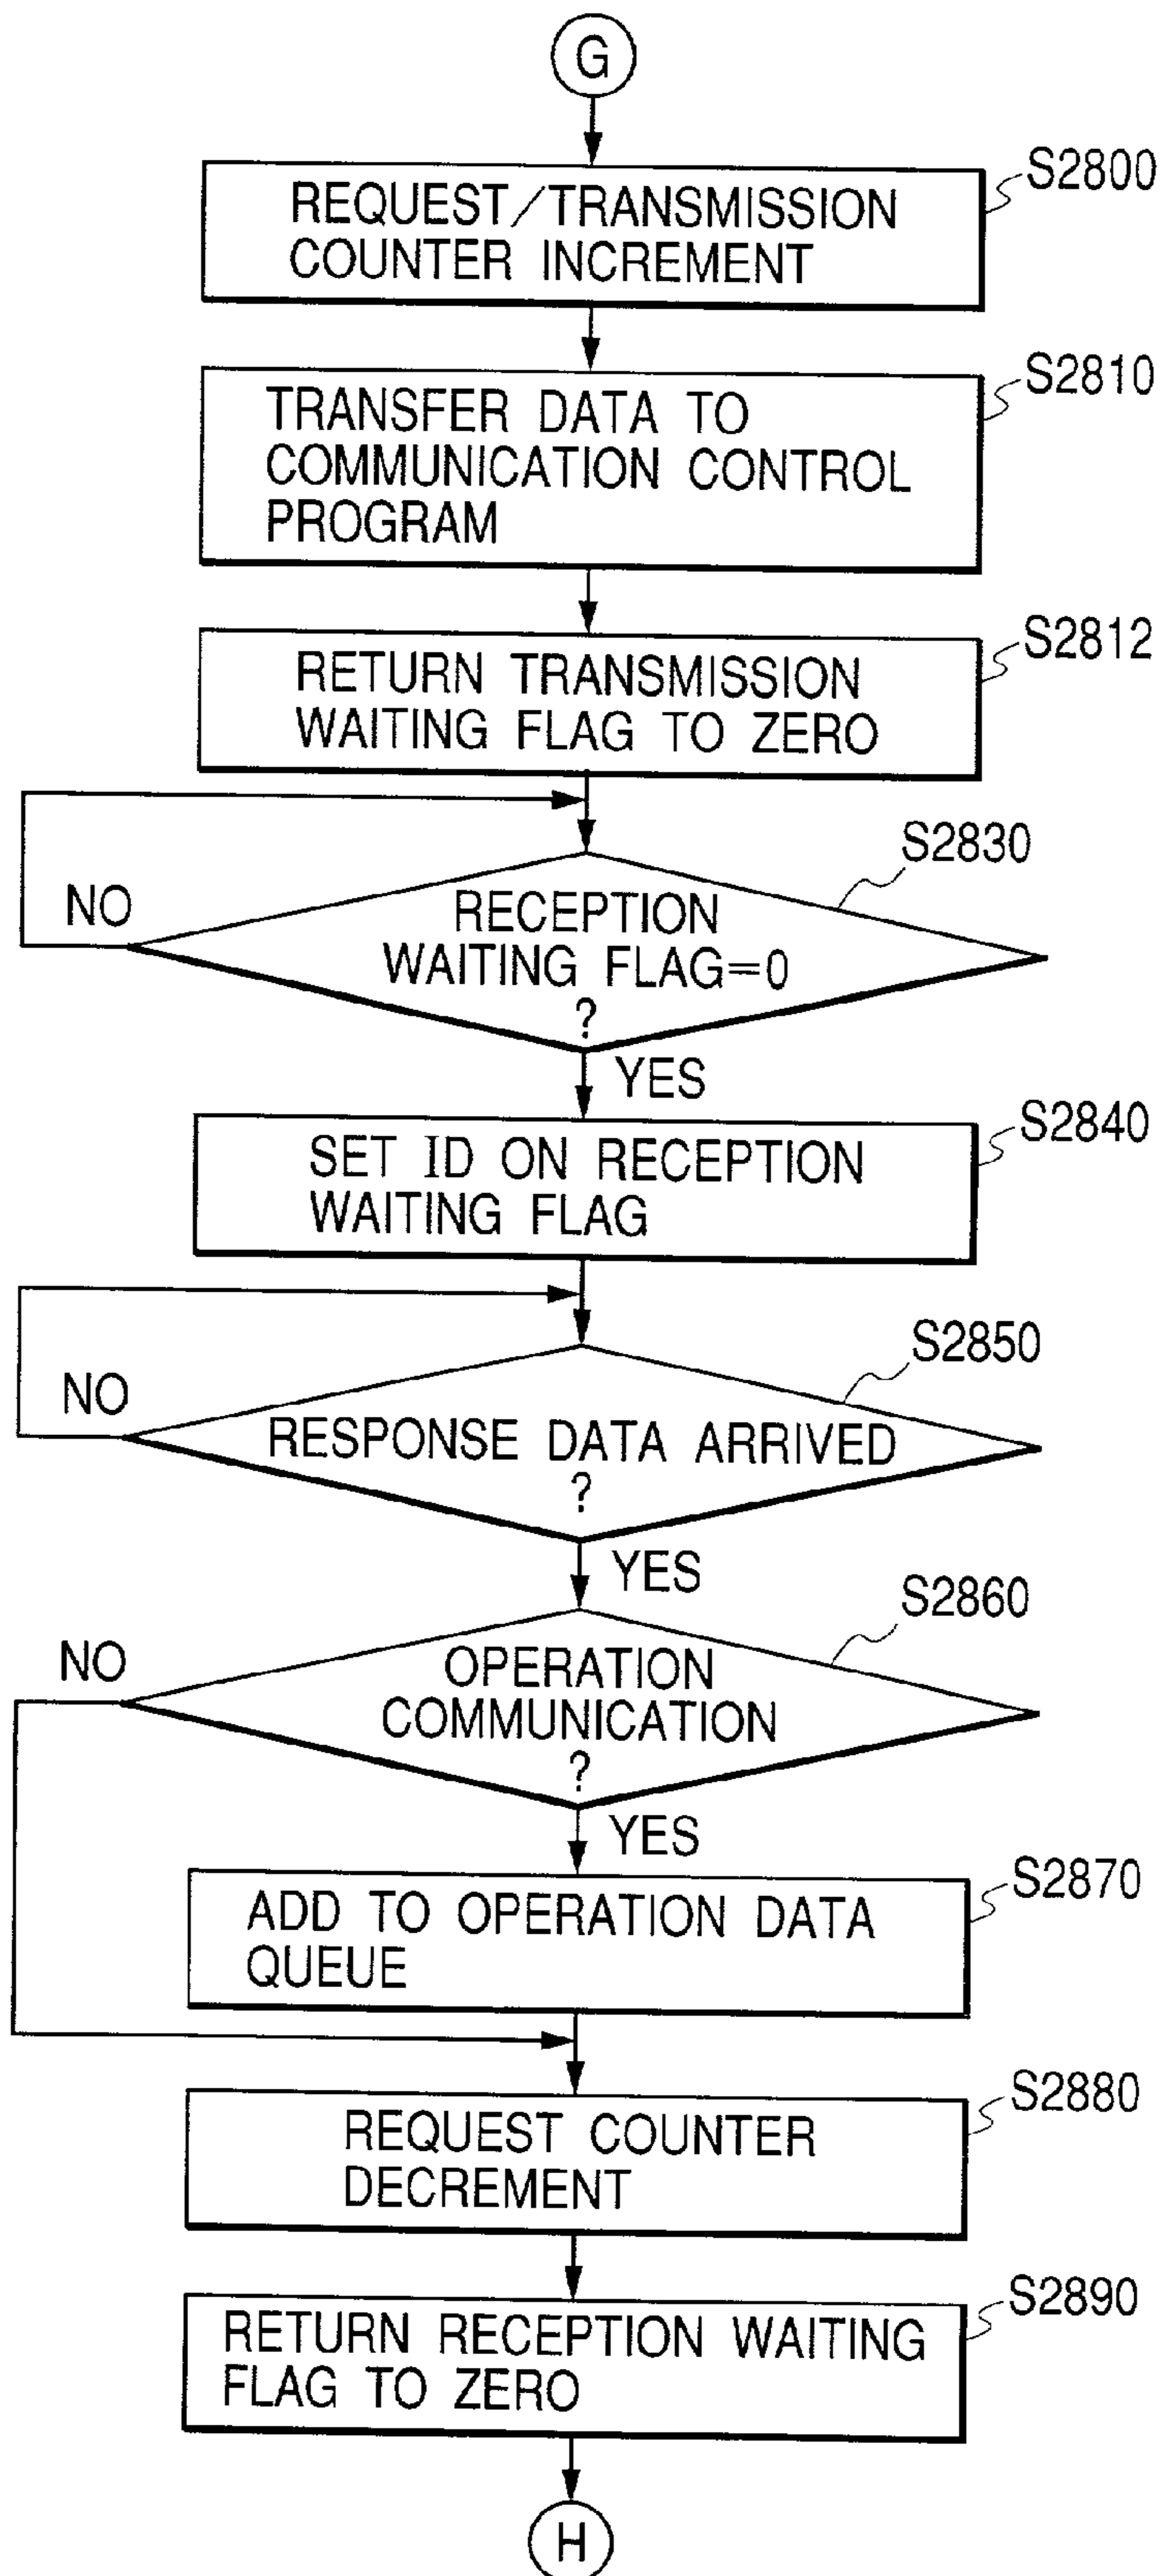 G
S2800
REQUEST/TRANSMISSION
COUNTER INCREMENT
S2810
TRANSFER DATA TO
COMMUNICATION CONTROL
PROGRAM
S2812
RETURN TRANSMISSION
WAITING FLAG TO ZERO
S2830
NO
RECEPTION
WAITING FLAG=0
?
YES
S2840
SET ID ON RECEPTION
WAITING FLAG
S2850
NO
RESPONSE DATA ARRIVED
?
YES
S2860
NO
OPERATION
COMMUNICATION
?
YES
S2870
ADD TO OPERATION DATA
QUEUE
S2880
REQUEST COUNTER
DECREMENT
S2890
RETURN RECEPTION WAITING
FLAG TO ZERO
H